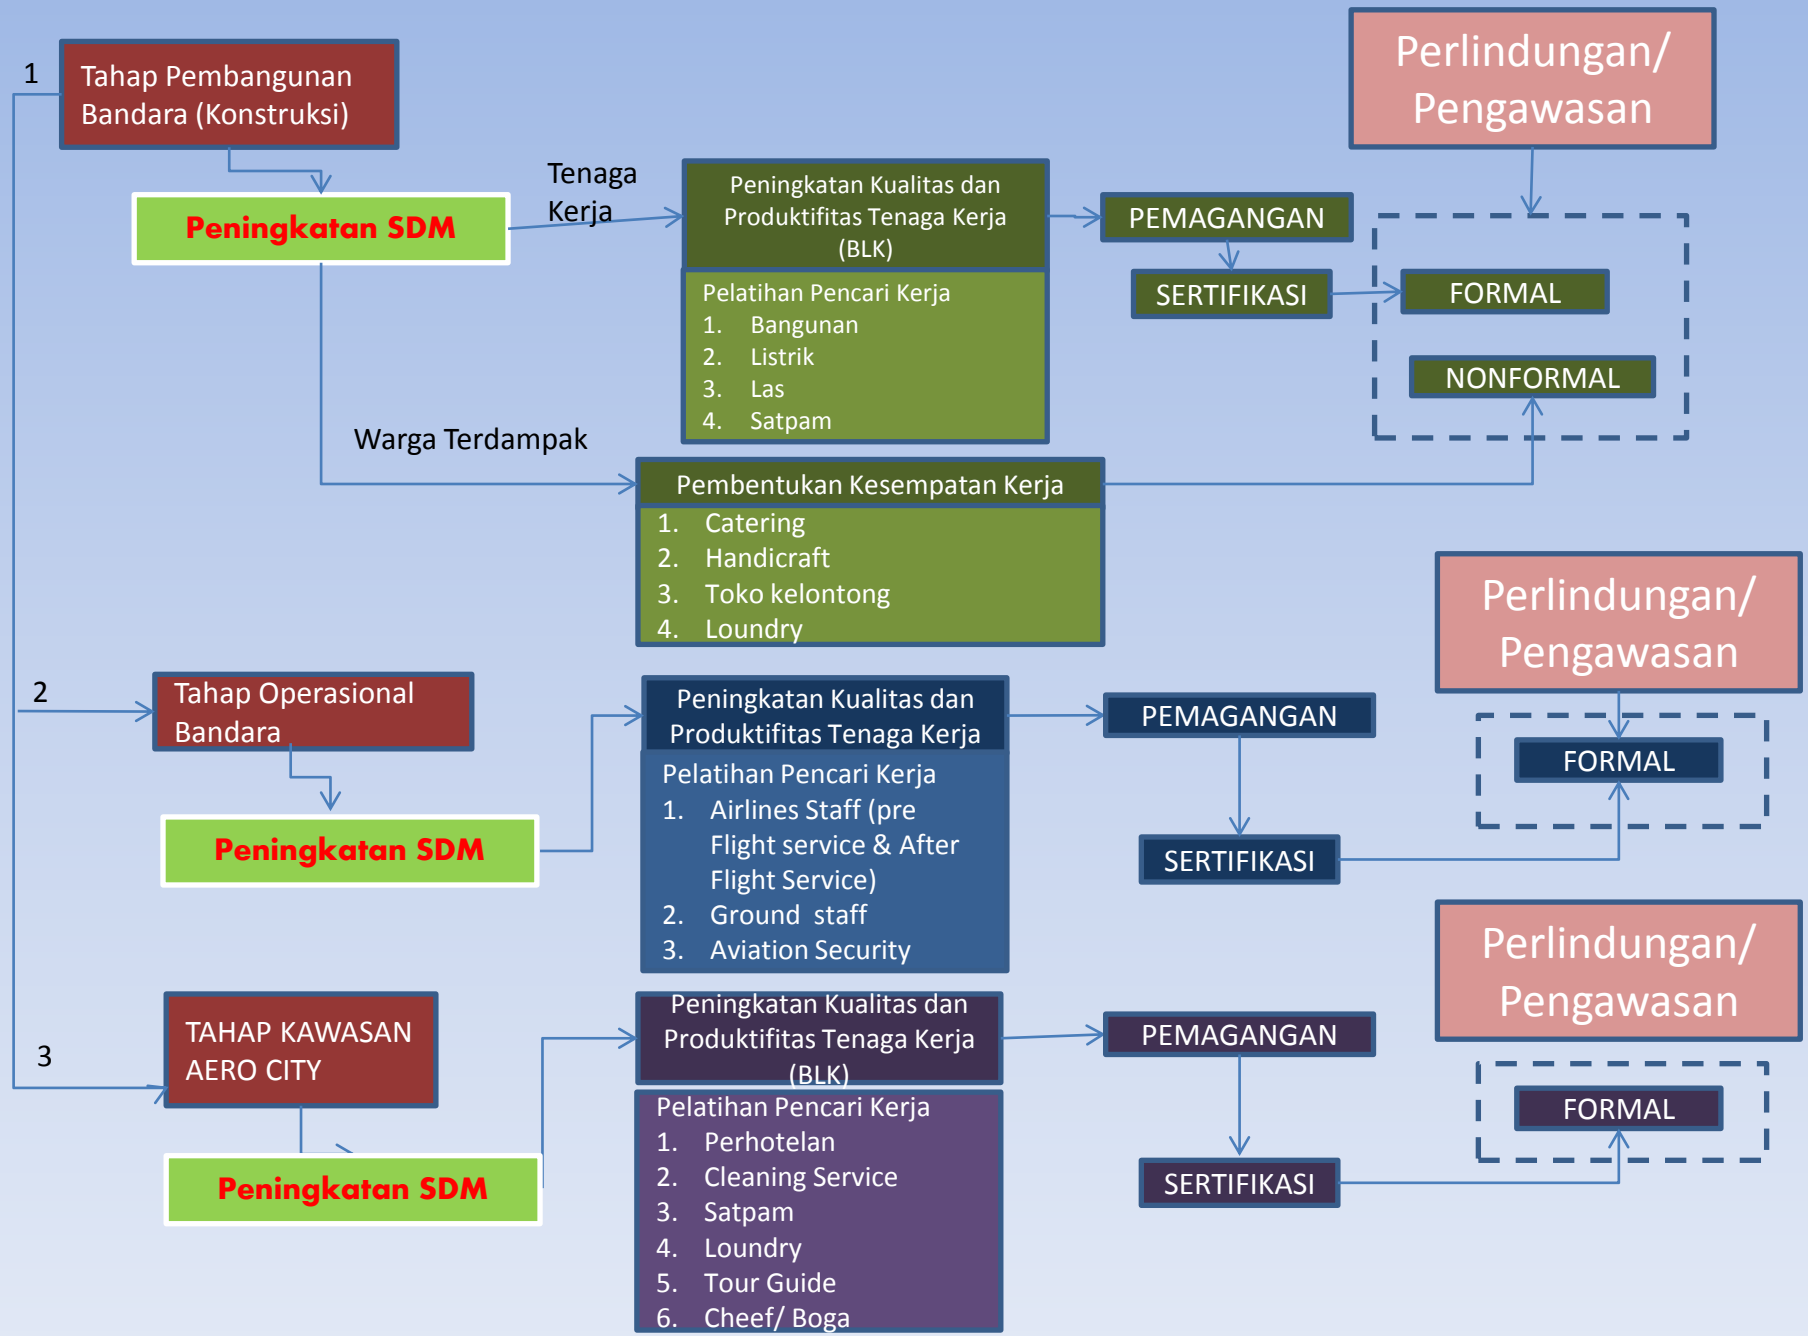 1
Tahap Pembangunan
Bandara (Konstruksi)
Peningkatan SDM
Tenaga
Kerja
Peningkatan Kualitas dan
Produktifitas Tenaga Kerja
(BLK)
Pelatihan Pencari Kerja
1. Bangunan
2. Listrik
3. Las
4. Satpam
PEMAGANGAN
SERTIFIKASI
Perlindungan/
Pengawasan
FORMAL
NONFORMAL
Warga Terdampak
Pembentukan Kesempatan Kerja
1. Catering
2. Handicraft
3. Toko kelontong
4. Loundry
2
Tahap Operasional
Bandara
Peningkatan SDM
Peningkatan Kualitas dan
Produktifitas Tenaga Kerja
Pelatihan Pencari Kerja
1. Airlines Staff (pre
Flight service & After
Flight Service)
2. Ground staff
3. Aviation Security
PEMAGANGAN
SERTIFIKASI
Perlindungan/
Pengawasan
FORMAL
3
TAHAP KAWASAN
AERO CITY
Peningkatan SDM
Peningkatan Kualitas dan
Produktifitas Tenaga Kerja
(BLK)
Pelatihan Pencari Kerja
1. Perhotelan
2. Cleaning Service
3. Satpam
4. Loundry
5. Tour Guide
6. Cheef/ Boga
PEMAGANGAN
SERTIFIKASI
Perlindungan/
Pengawasan
FORMAL